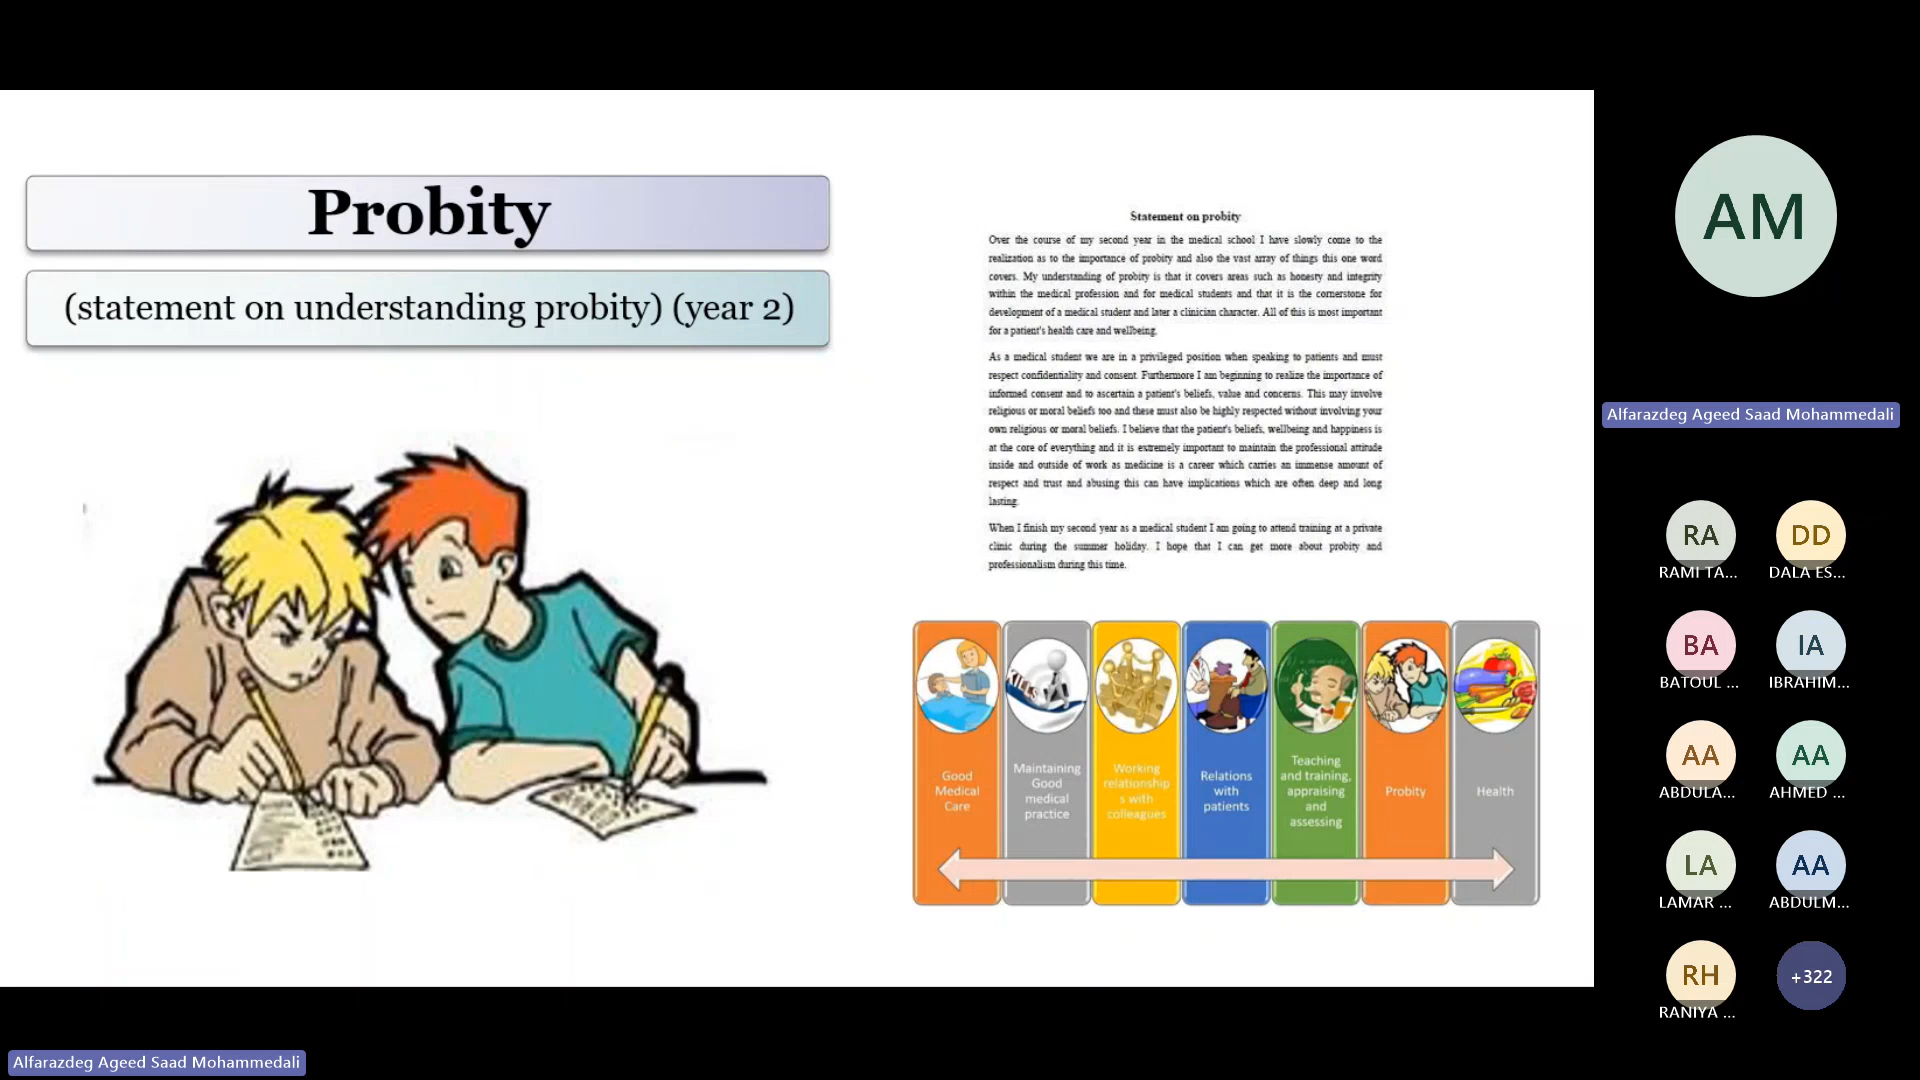 Probity
(statement on understanding probity) (year 2)
Statement on probity
Over the course of my second year in the medical school I have slowly come to the
realization as to the importance of probity and also the vast array of things this one word
covers. My understanding of probity is that it covers areas such as honesty and integrity
within the medical profession and for medical students and that it is the cornerstone for
development of a medical student and later a clinician character. All of this is most important
for a patient's health care and wellbeing.
As a medical student we are in a privileged position when speaking to patients and must
respect confidentiality and consent. Furthermore I am beginning to realize the importance of
informed consent and to ascertain a patient's beliefs, value and concerns. This may involve
religious or moral beliefs too and these must also be highly respected without involving your
own religious or moral beliefs. I believe that the patient's beliefs, wellbeing and happiness is
at the core of everything and it is extremely important to maintain the professional attitude
inside and outside of work as medicine is a career which carries an immense amount of
respect and trust and abusing this can have implications which are often deep and long
lasting.
When I finish my second year as a medical student I am going to attend training at a private
clinic during the summer holiday. I hope that I can get more about probity and
professionalism during this time.
Good
Medical
Care
Maintaining
Good
medical
practice
Working
relationship
s with
colleagues
Relations
with
patients
Teaching
and training,
appraising
and
assessing
Probity
Health
AM
Alfarazdeg Ageed Saad Mohammedali
RA
RAMI TA...
DD
DALA ES...
BA
BATOUL ...
IA
IBRAHIM...
AA
ABDULA...
AA
AHMED ...
LA
LAMAR ...
AA
ABDULM...
RH
RANIYA ...
+322
Alfarazdeg Ageed Saad Mohammedali